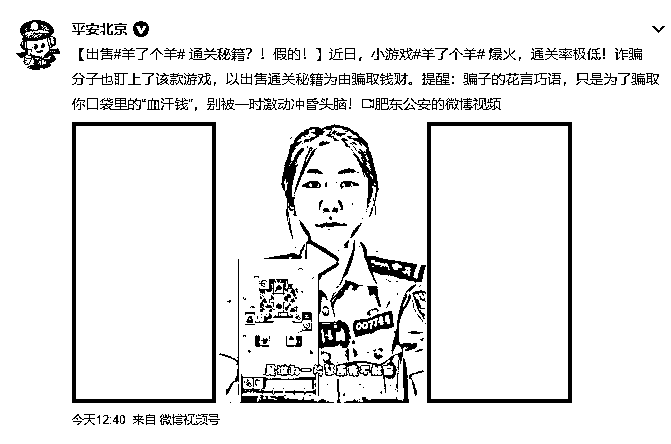 平安北京
【出售#羊了个羊# 通关秘籍？！假的！】近日，小游戏#羊了个羊# 爆火，通关率极低！诈骗
分子也盯上了该款游戏，以出售通关秘籍为由骗取钱财。提醒：骗子的花言巧语，只是为了骗取
你口袋里的“血汗钱”，别被一时激动冲昏头脑！肥东公安的微博视频
今天12:40 来自 微博视频号